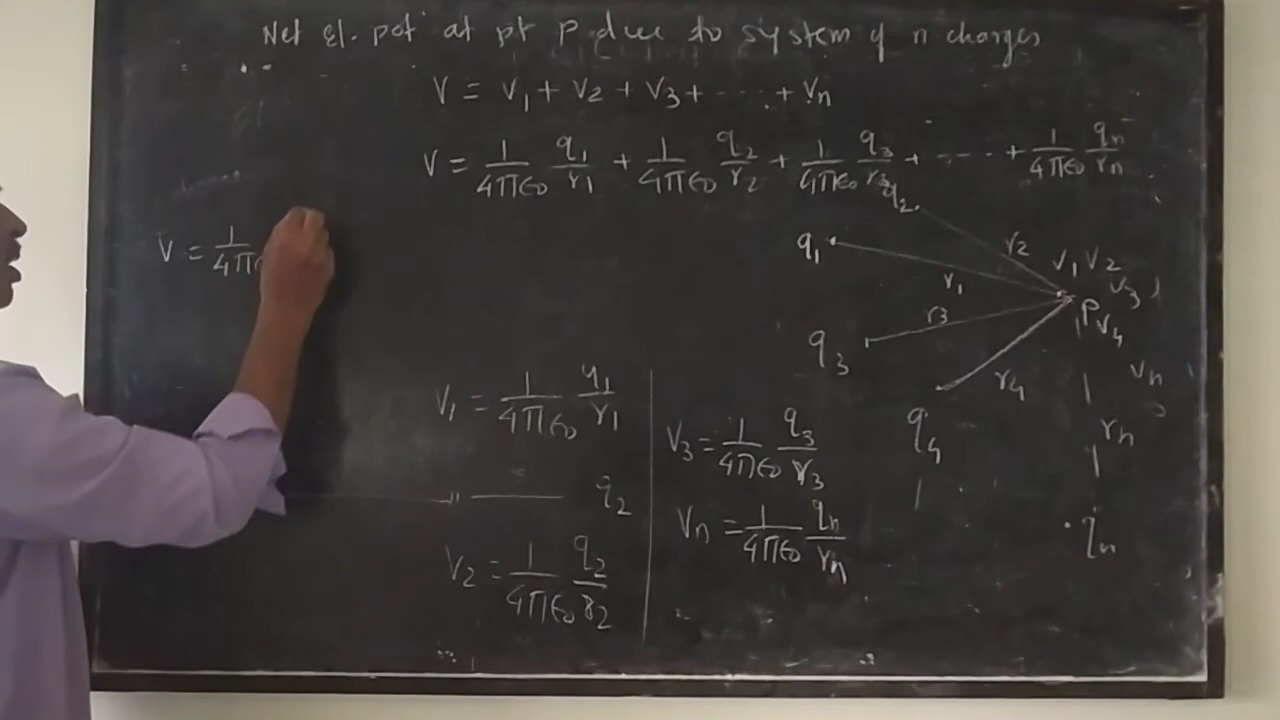 Net El. pot at pt P due to system of n charges
V = V1 + V2 + V3 + ---- + Vn
V = 1/4πϵ0 q1/r1 + 1/4πϵ0 q2/r2 + 1/4πϵ0 q3/r3 + ---- + 1/4πϵ0 qn/rn
V = 1/4πϵ
q2
q1
r2
r1
V1 V2
V3
r3
P
V4
q3
r4
Vn
q4
rn
qn
V1 = 1/4πϵ0 q1/r1
—〃— q2
V2 = 1/4πϵ0 q2/r2
V3 = 1/4πϵ0 q3/r3
Vn = 1/4πϵ0 qn/rn